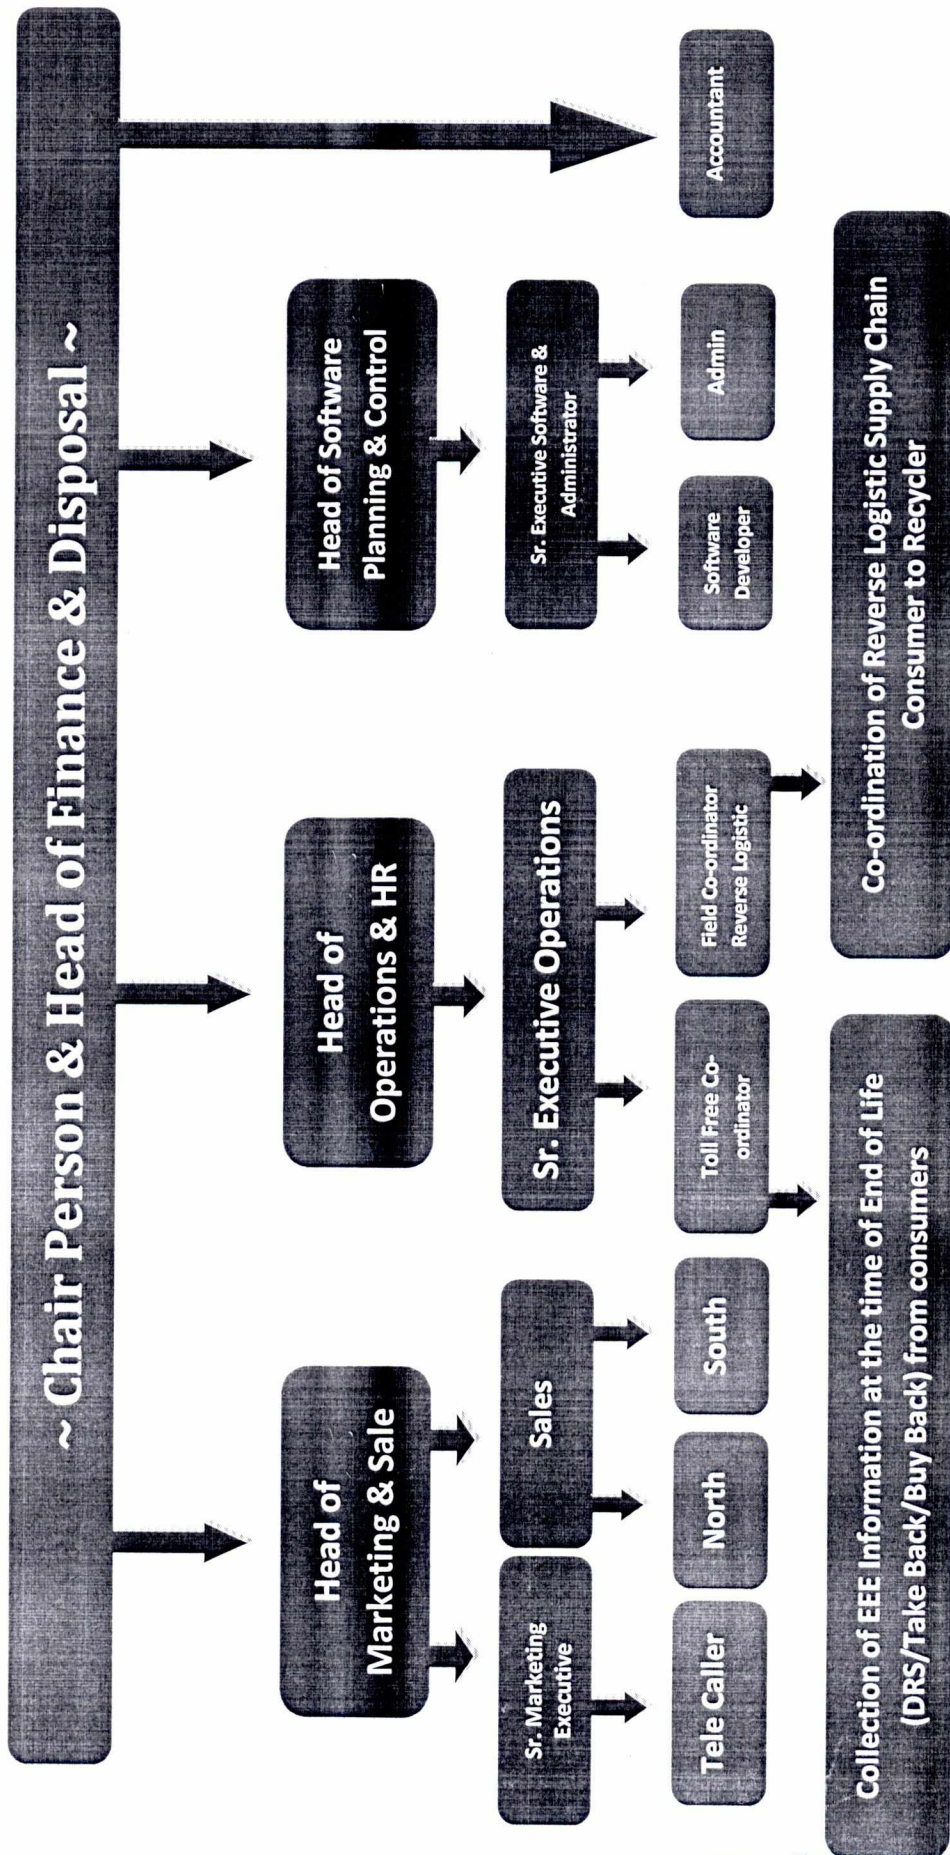 ~ Chair Person & Head of Finance & Disposal ~
Head of
Marketing & Sale
Head of
Operations & HR
Head of Software
Planning & Control
Sr. Marketing
Executive
Sales
Sr. Executive Operations
Sr. Executive Software &
Administrator
Tele Caller
North
South
Toll Free Co-
ordinator
Field Co-ordinator
Reverse Logistic
Software
Developer
Admin
Accountant
Collection of EEE Information at the time of End of Life
(DRS/Take Back/Buy Back) from consumers
Co-ordination of Reverse Logistic Supply Chain
Consumer to Recycler